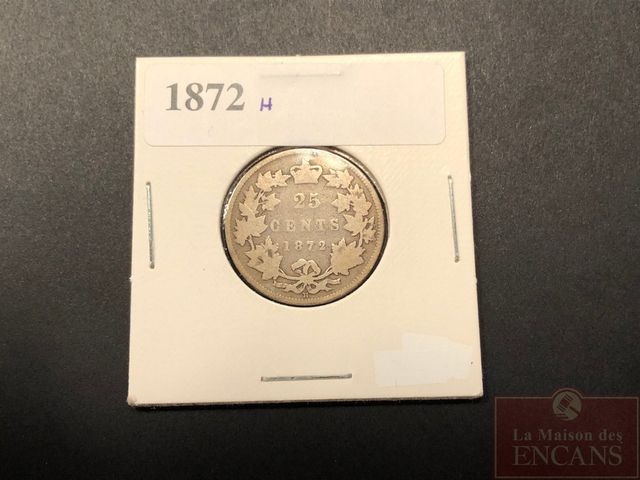 1872 H
25
CENTS
1872
H
La Maison des
ENCANS